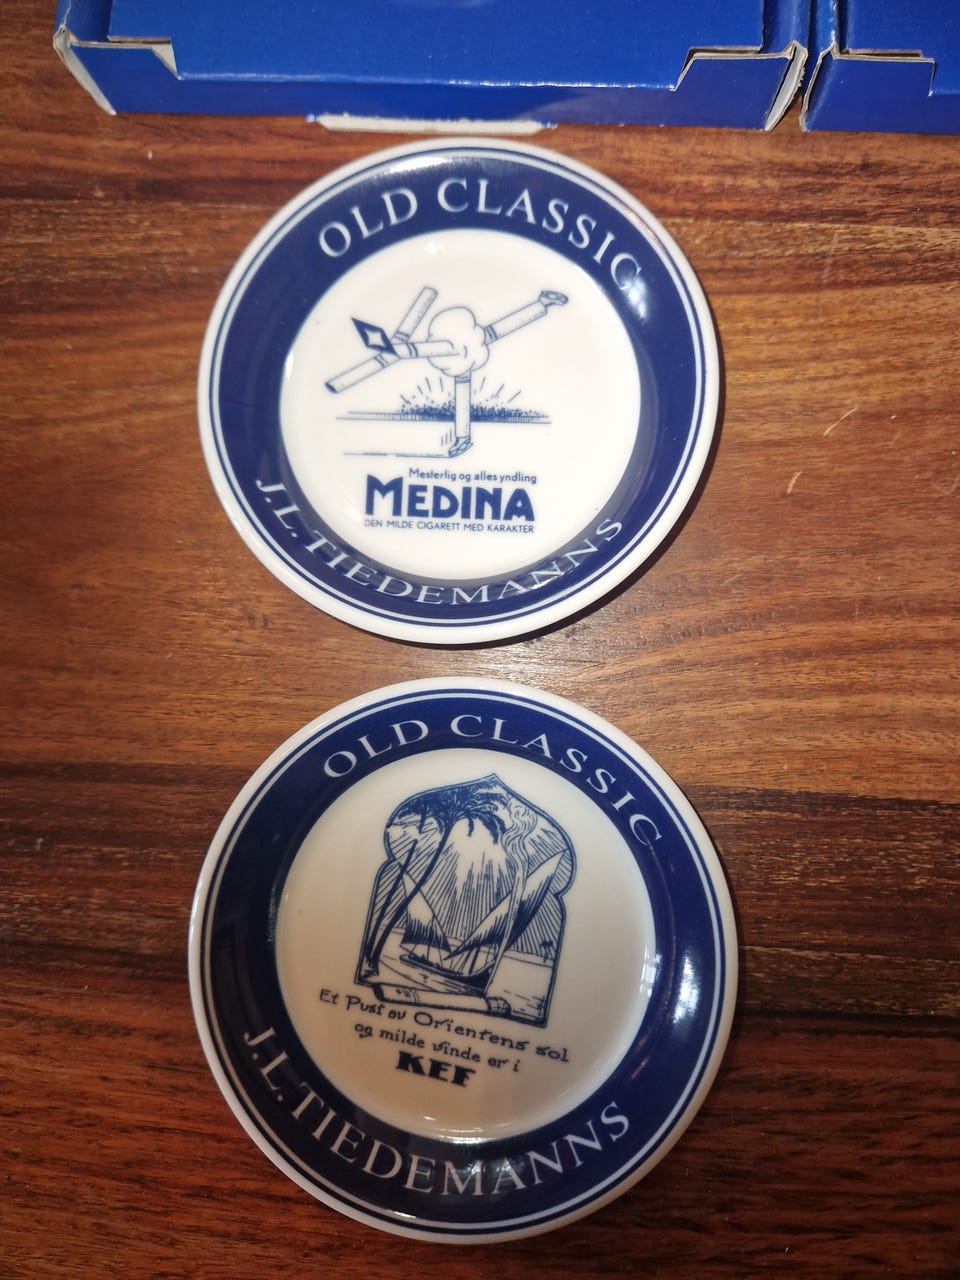 OLD CLASSIC
Mesterlig og alles yndling
MEDINA
DEN MILDE CIGARETT MED KARAKTER
J.L.TIEDEMANNS
OLD CLASSIC
Et Pust av Orientens sol
og milde vinde er i
KEF
J.L.TIEDEMANNS